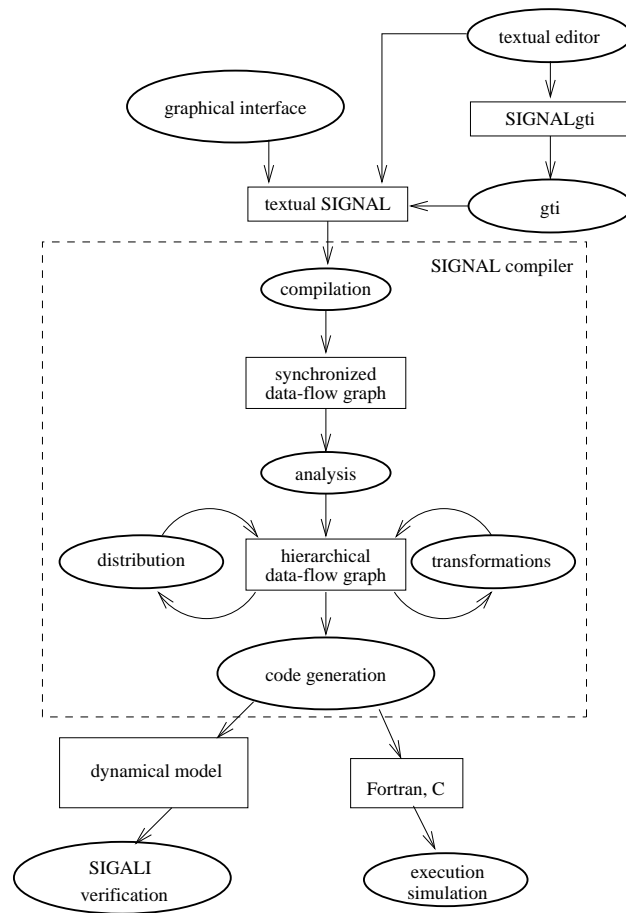 textual editor
graphical interface
SIGNALgti
textual SIGNAL
gti
SIGNAL compiler
compilation
synchronized
data-flow graph
analysis
distribution
hierarchical
data-flow graph
transformations
code generation
dynamical model
Fortran, C
SIGALI
verification
execution
simulation